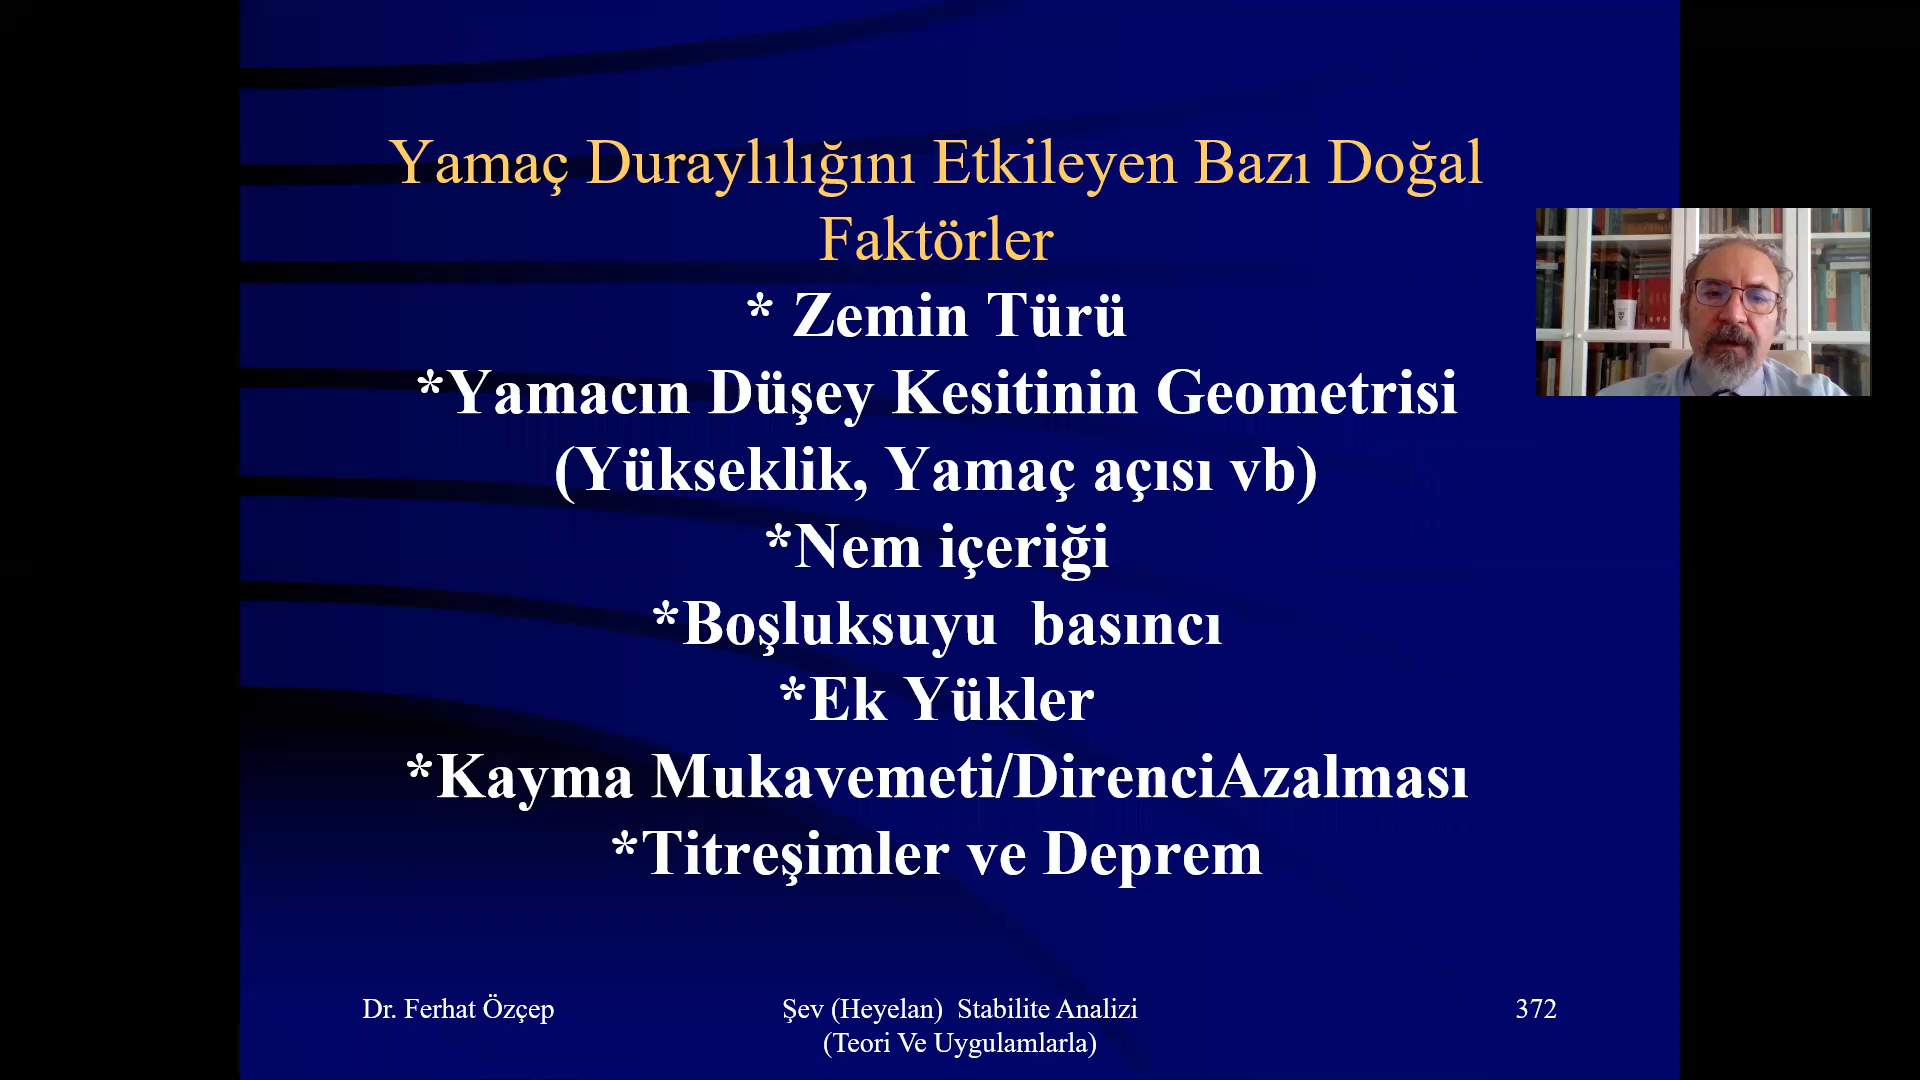 Yamaç Duraylılığını Etkileyen Bazı Doğal
Faktörler
* Zemin Türü
*Yamacın Düşey Kesitinin Geometrisi
(Yükseklik, Yamaç açısı vb)
*Nem içeriği
*Boşluksuyu basıncı
*Ek Yükler
*Kayma Mukavemeti/DirenciAzalması
*Titreşimler ve Deprem
Dr. Ferhat Özçep
Şev (Heyelan) Stabilite Analizi
(Teori Ve Uygulamlarla)
372